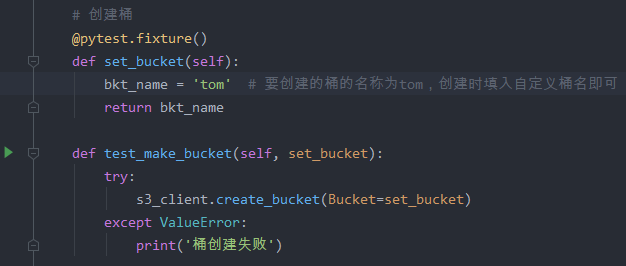 # 创建桶
@pytest.fixture()
def set_bucket(self):
bkt_name = 'tom'  # 要创建的桶的名称为tom，创建时填入自定义桶名即可
return bkt_name
def test_make_bucket(self, set_bucket):
try:
s3_client.create_bucket(Bucket=set_bucket)
except ValueError:
print('桶创建失败')